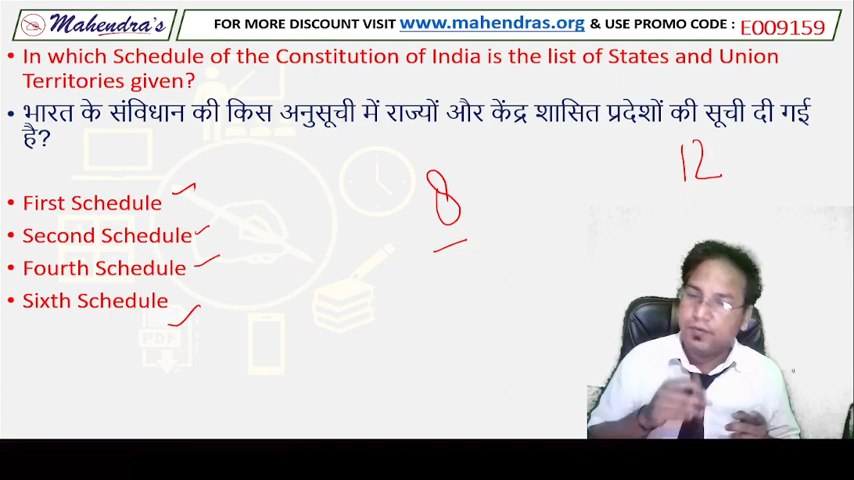 Mahendra's
FOR MORE DISCOUNT VISIT www.mahendras.org & USE PROMO CODE : E009159
• In which Schedule of the Constitution of India is the list of States and Union
Territories given?
• भारत के संविधान की किस अनुसूची में राज्यों और केंद्र शासित प्रदेशों की सूची दी गई
है?
12
8
• First Schedule
• Second Schedule
• Fourth Schedule
• Sixth Schedule
PDF